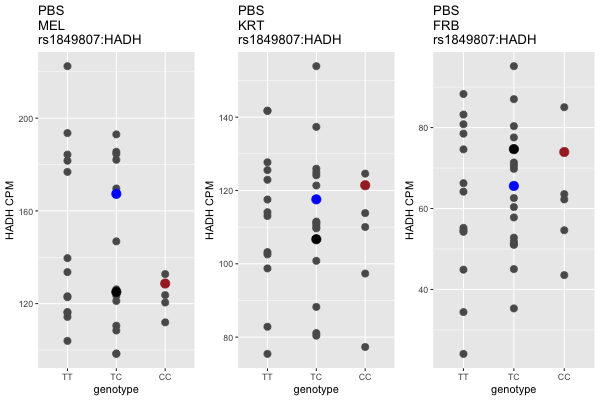 PBS
MEL
rs1849807:HADH
HADH CPM
200
160
120
TT TC CC
genotype
PBS
KRT
rs1849807:HADH
HADH CPM
140
120
100
80
TT TC CC
genotype
PBS
FRB
rs1849807:HADH
HADH CPM
80
60
40
TT TC CC
genotype